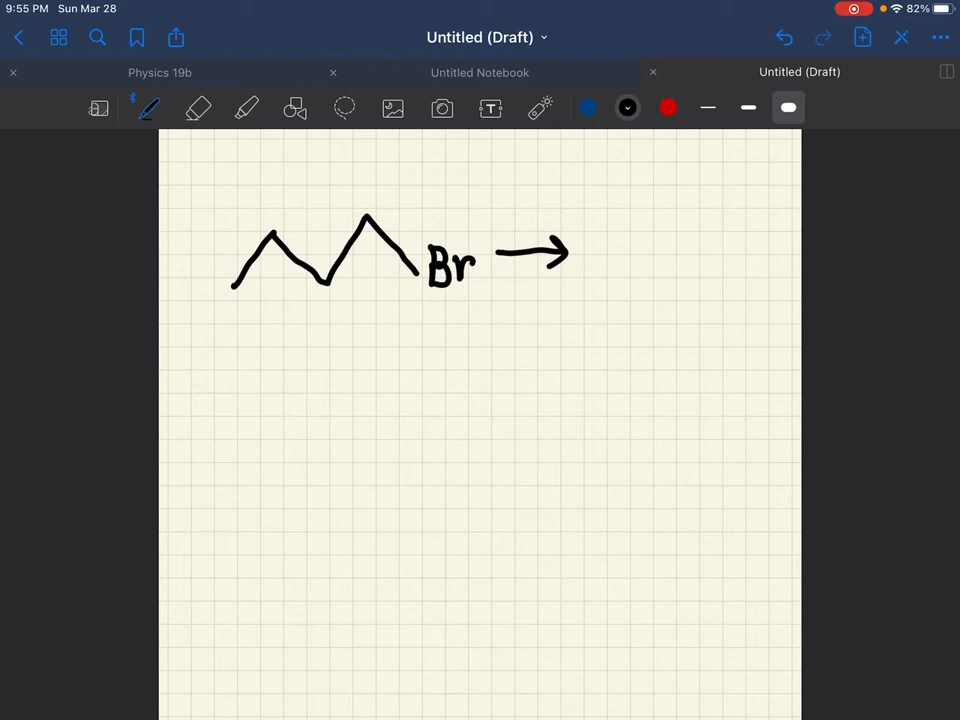 9:55 PM Sun Mar 28 82%
Untitled (Draft)
Physics 19b Untitled Notebook Untitled (Draft)
T
Br